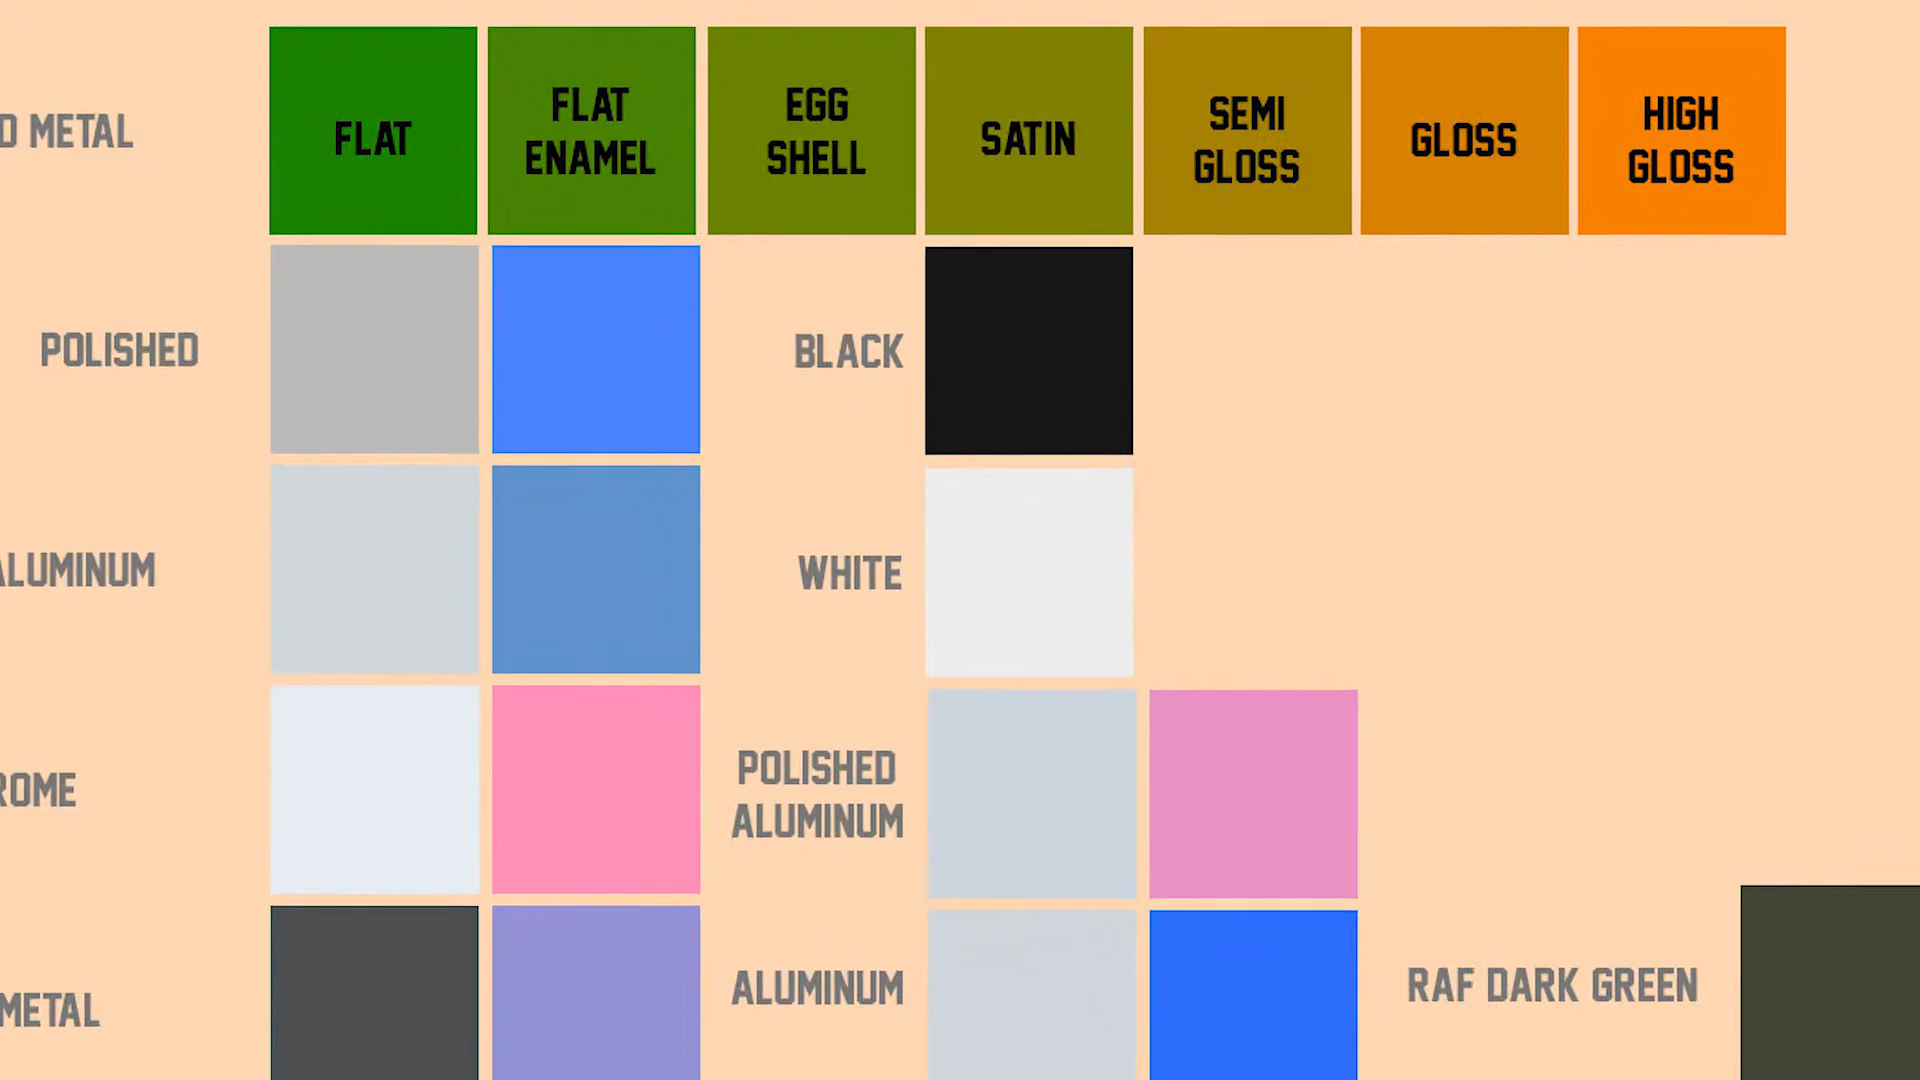 D METAL
FLAT
FLAT
ENAMEL
EGG
SHELL
SATIN
SEMI
GLOSS
GLOSS
HIGH
GLOSS
POLISHED
BLACK
ALUMINUM
WHITE
ROME
POLISHED
ALUMINUM
METAL
ALUMINUM
RAF DARK GREEN